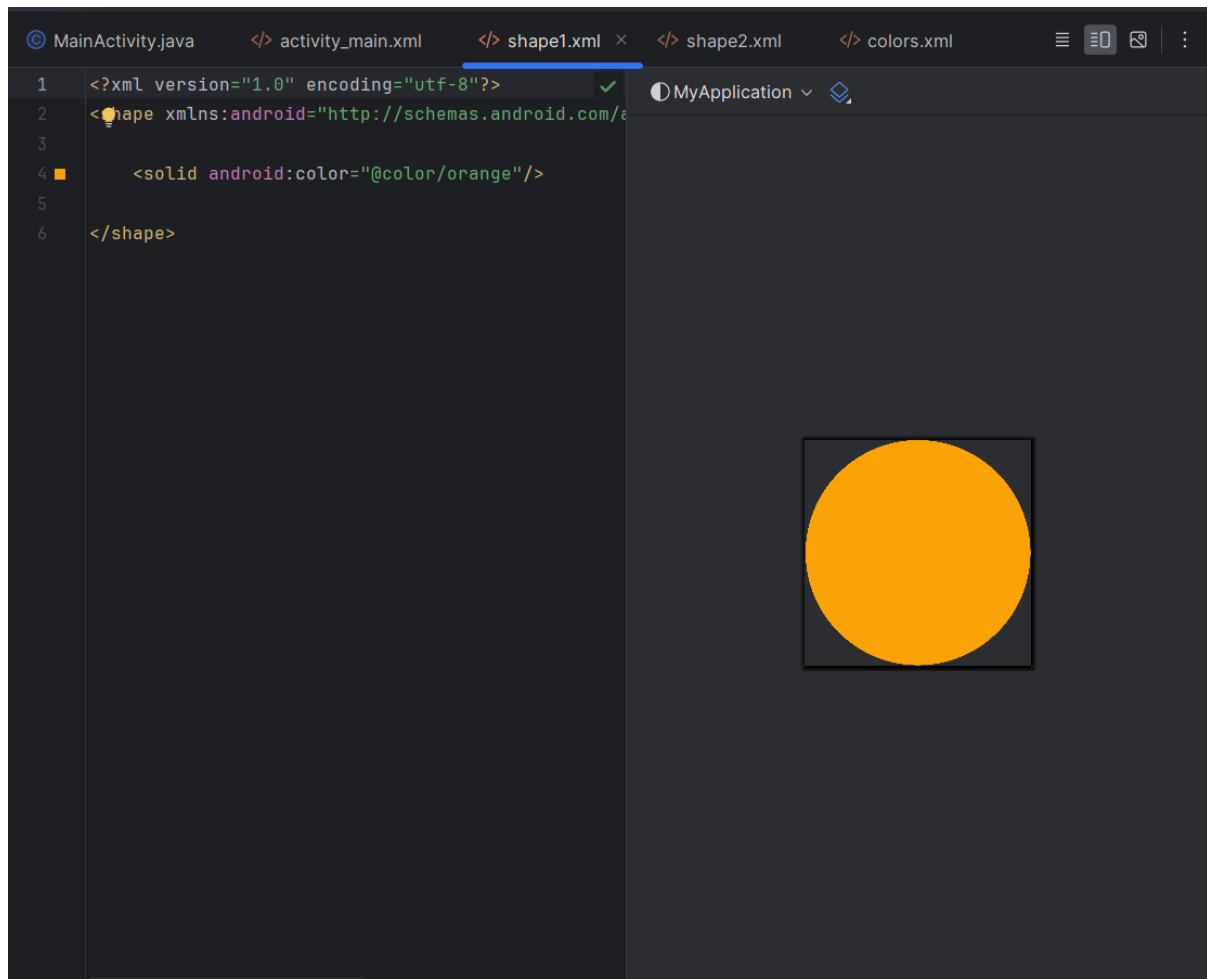 MainActivity.java </> activity_main.xml </> shape1.xml × </> shape2.xml </> colors.xml
1 <?xml version="1.0" encoding="utf-8"?>
MyApplication
2 <shape xmlns:android="http://schemas.android.com/a
3
4 <solid android:color="@color/orange"/>
5
6 </shape>